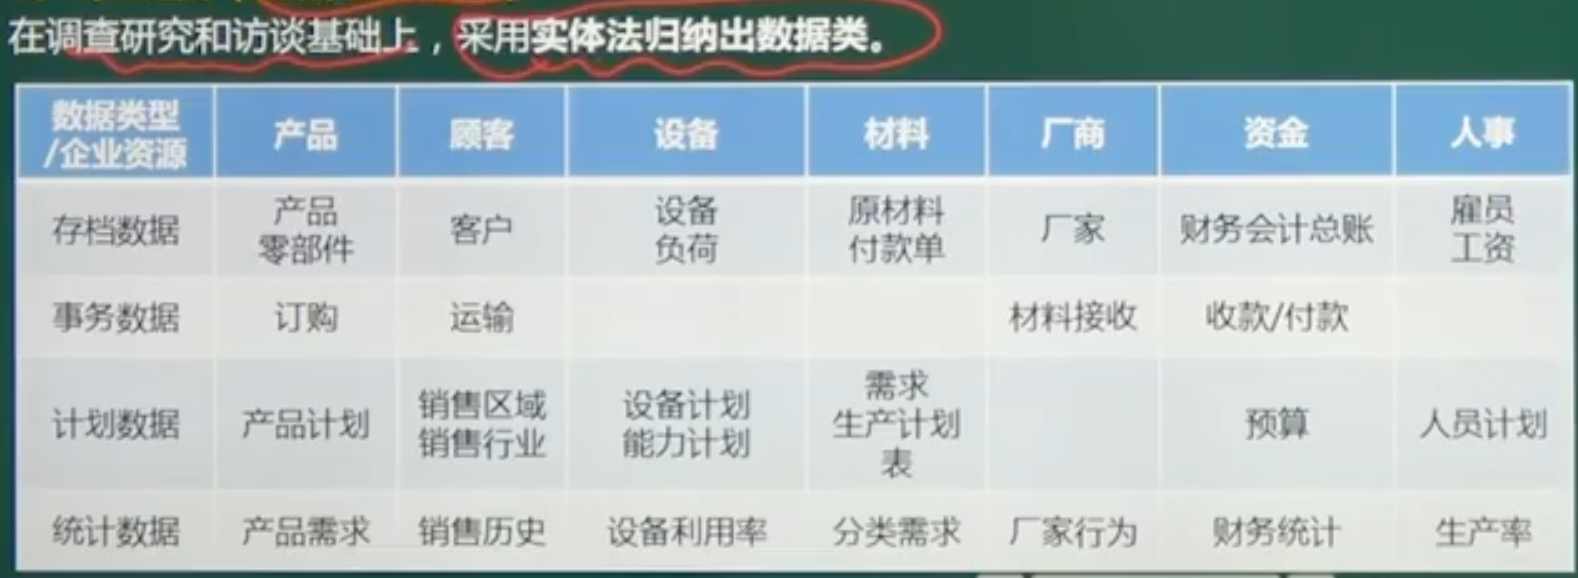 在调查研究和访谈基础上，采用实体法归纳出数据类。
数据类型/企业资源 产品 顾客 设备 材料 厂商 资金 人事
存档数据 产品零部件 客户 设备负荷 原材料付款单 厂家 财务会计总账 雇员工资
事务数据 订购 运输 材料接收 收款/付款
计划数据 产品计划 销售区域销售行业 设备计划能力计划 需求生产计划表 预算 人员计划
统计数据 产品需求 销售历史 设备利用率 分类需求 厂家行为 财务统计 生产率